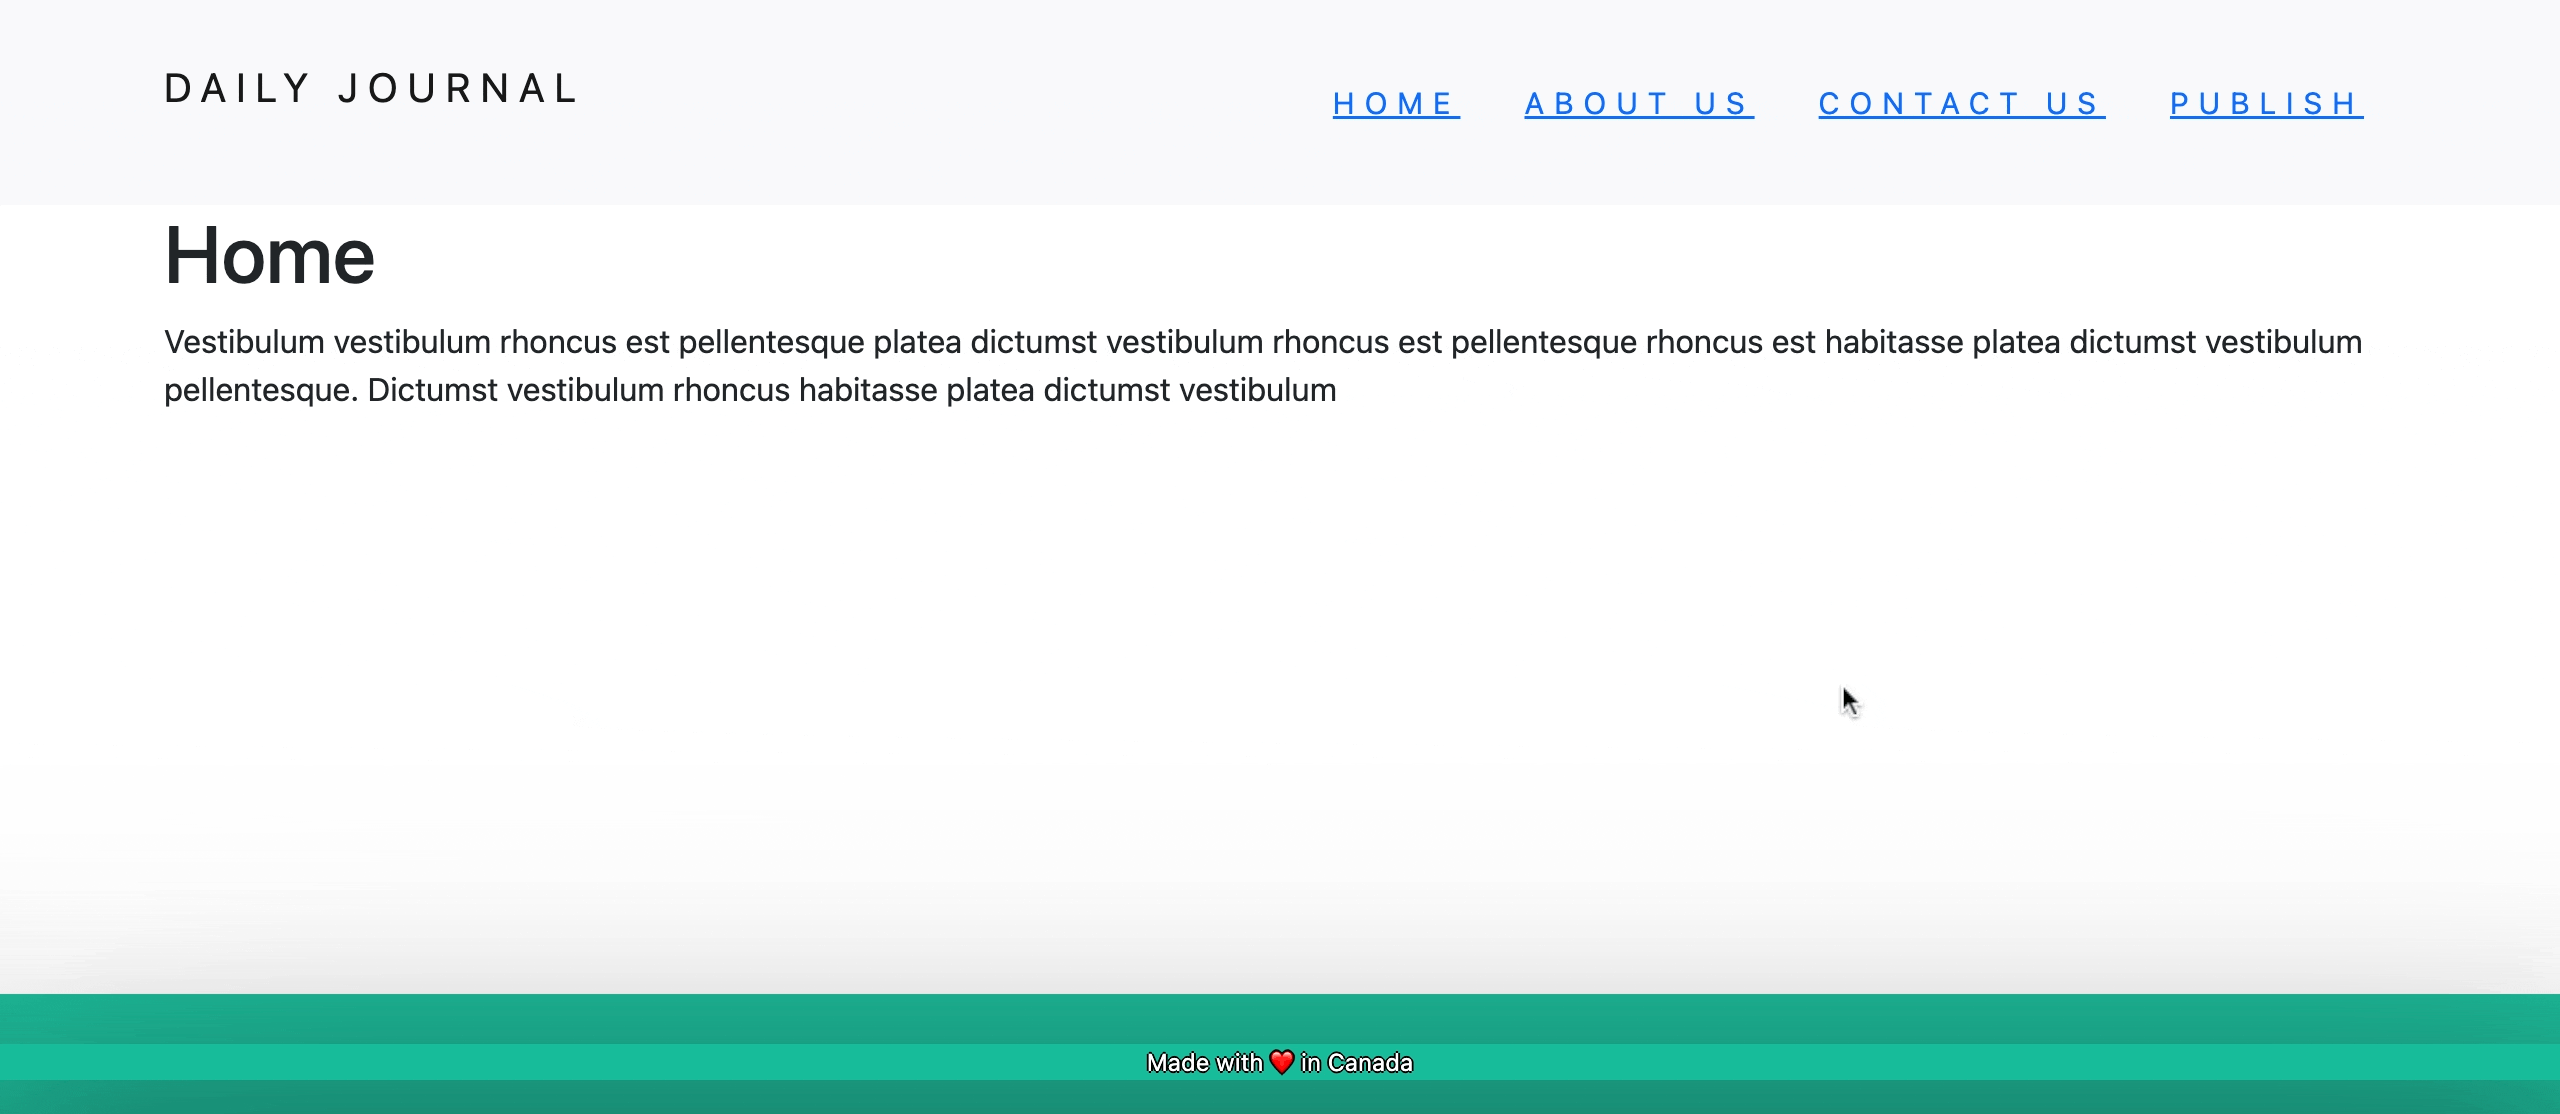 DAILY JOURNAL
HOME ABOUT US CONTACT US PUBLISH
Home
Vestibulum vestibulum rhoncus est pellentesque platea dictumst vestibulum rhoncus est pellentesque rhoncus est habitasse platea dictumst vestibulum
pellentesque. Dictumst vestibulum rhoncus habitasse platea dictumst vestibulum
Made with ❤️ in Canada